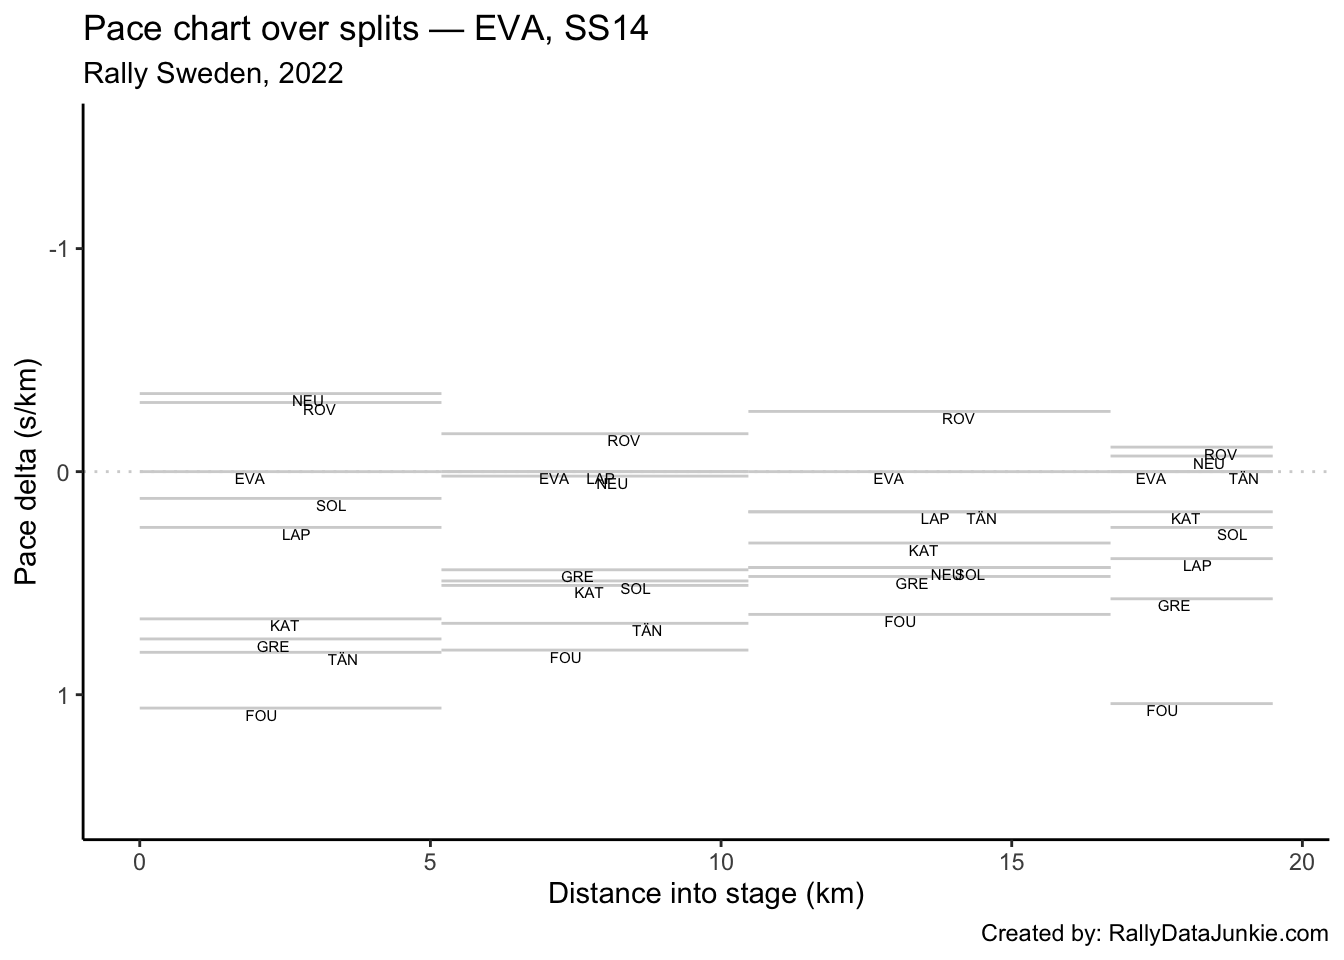 Pace chart over splits — EVA, SS14
Rally Sweden, 2022
Pace delta (s/km)
-1
0
1
NEU
ROV
EVA
SOL
LAP
KAT
GRE
TÄN
FOU
ROV
EVA LAP
NEU
GRE
SOL
KAT
TÄN
FOU
ROV
EVA
LAP TÄN
KAT
NEU SOL
GRE
FOU
ROV
NEU
EVA TÄN
KAT
SOL
LAP
GRE
FOU
0 5 10 15 20
Distance into stage (km)
Created by: RallyDataJunkie.com